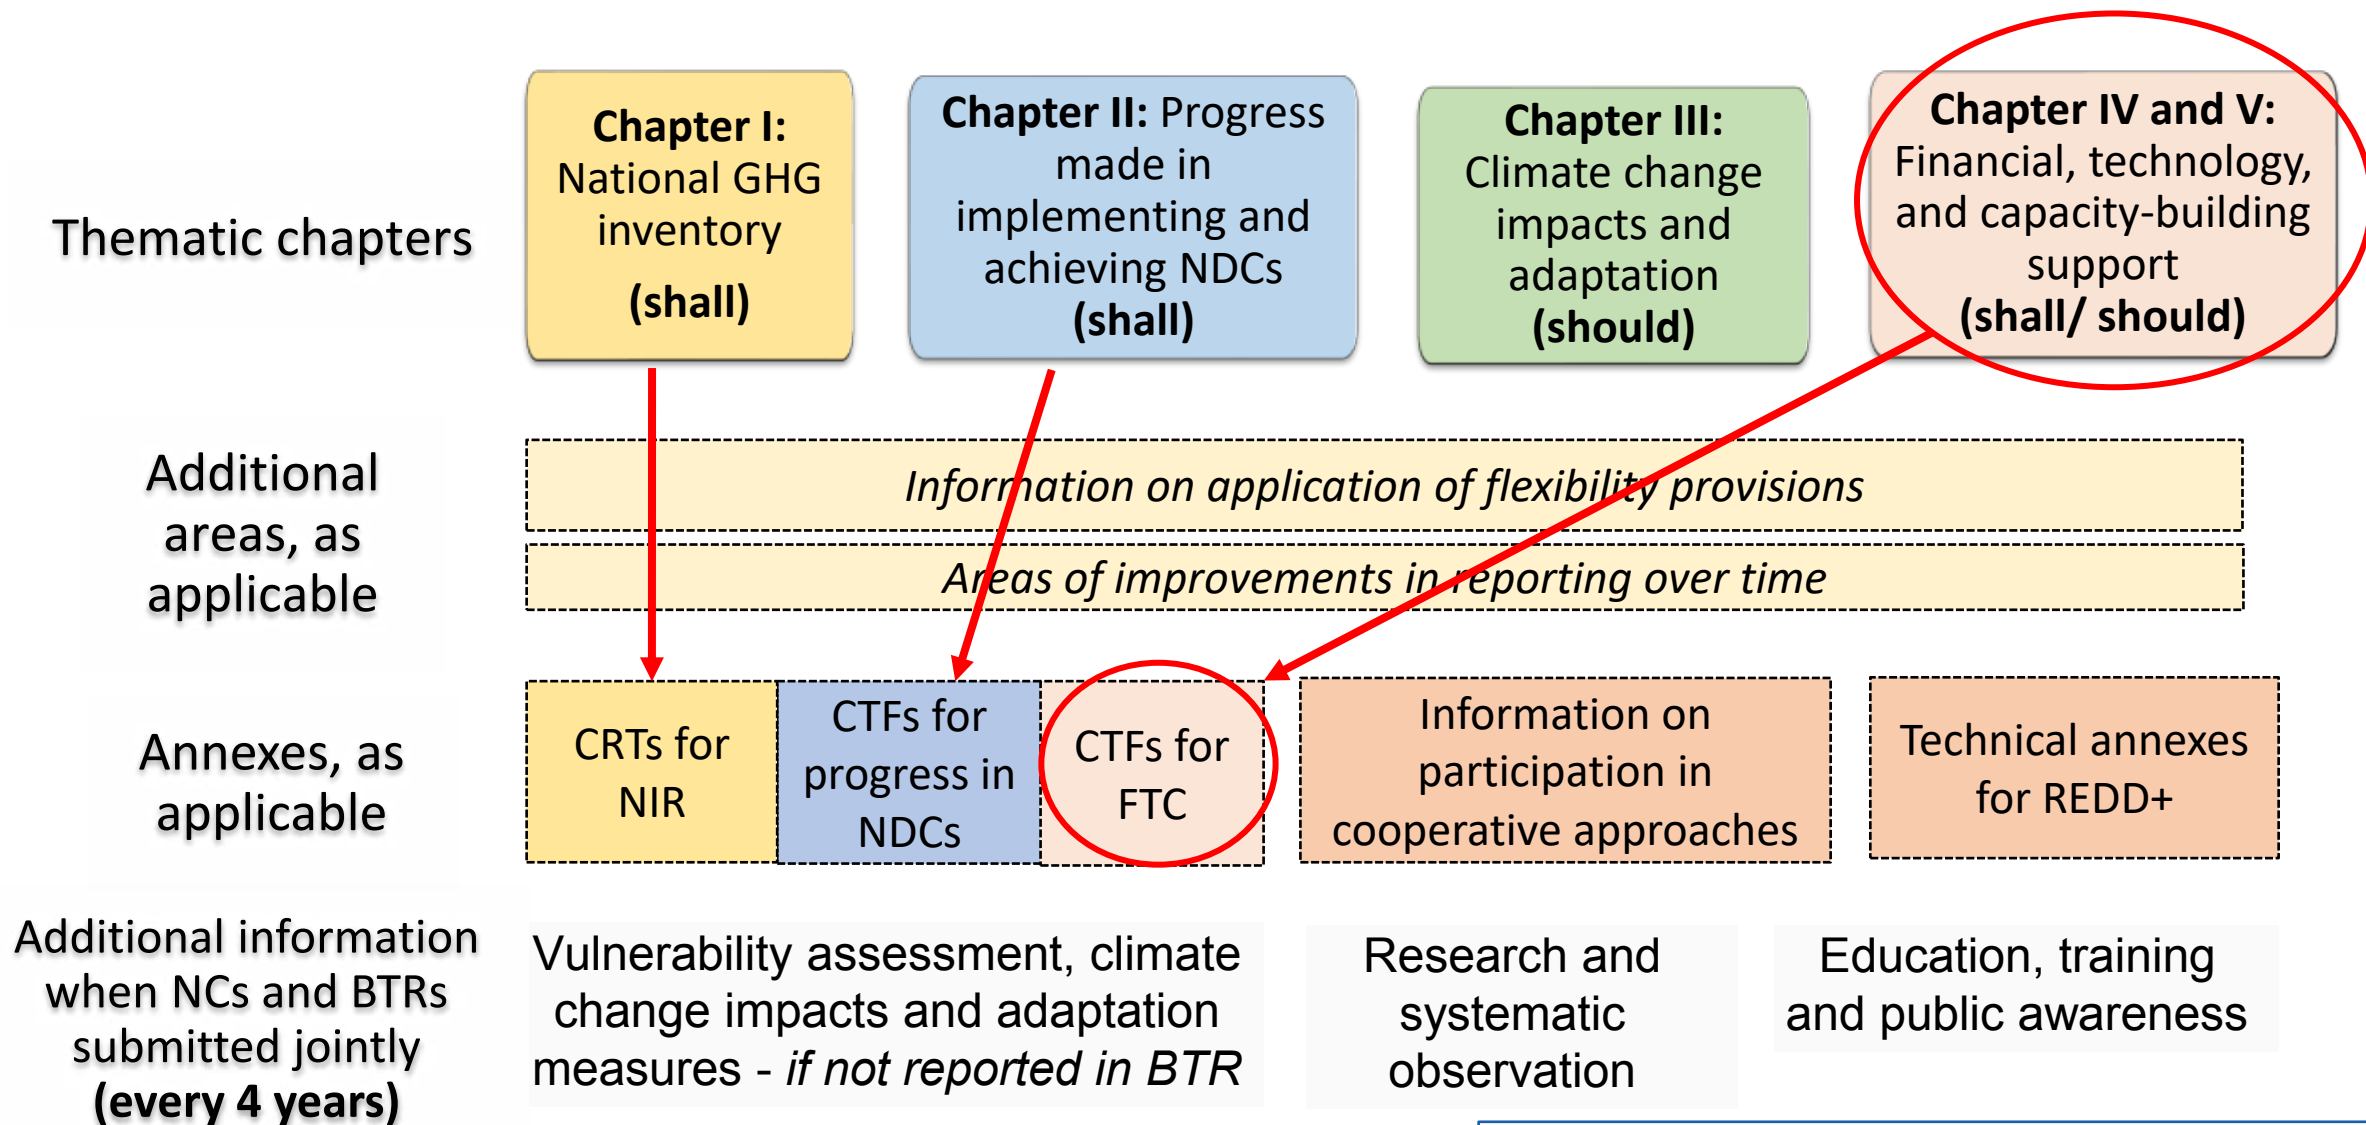 Thematic chapters
Chapter I:
National GHG
inventory
(shall)
Chapter II: Progress
made in
implementing and
achieving NDCs
(shall)
Chapter III:
Climate change
impacts and
adaptation
(should)
Chapter IV and V:
Financial, technology,
and capacity-building
support
(shall/ should)
Additional
areas, as
applicable
Information on application of flexibility provisions
Areas of improvements in reporting over time
Annexes, as
applicable
CRTs for
NIR
CTFs for
progress in
NDCs
CTFs for
FTC
Information on
participation in
cooperative approaches
Technical annexes
for REDD+
Additional information
when NCs and BTRs
submitted jointly
(every 4 years)
Vulnerability assessment, climate
change impacts and adaptation
measures - if not reported in BTR
Research and
systematic
observation
Education, training
and public awareness